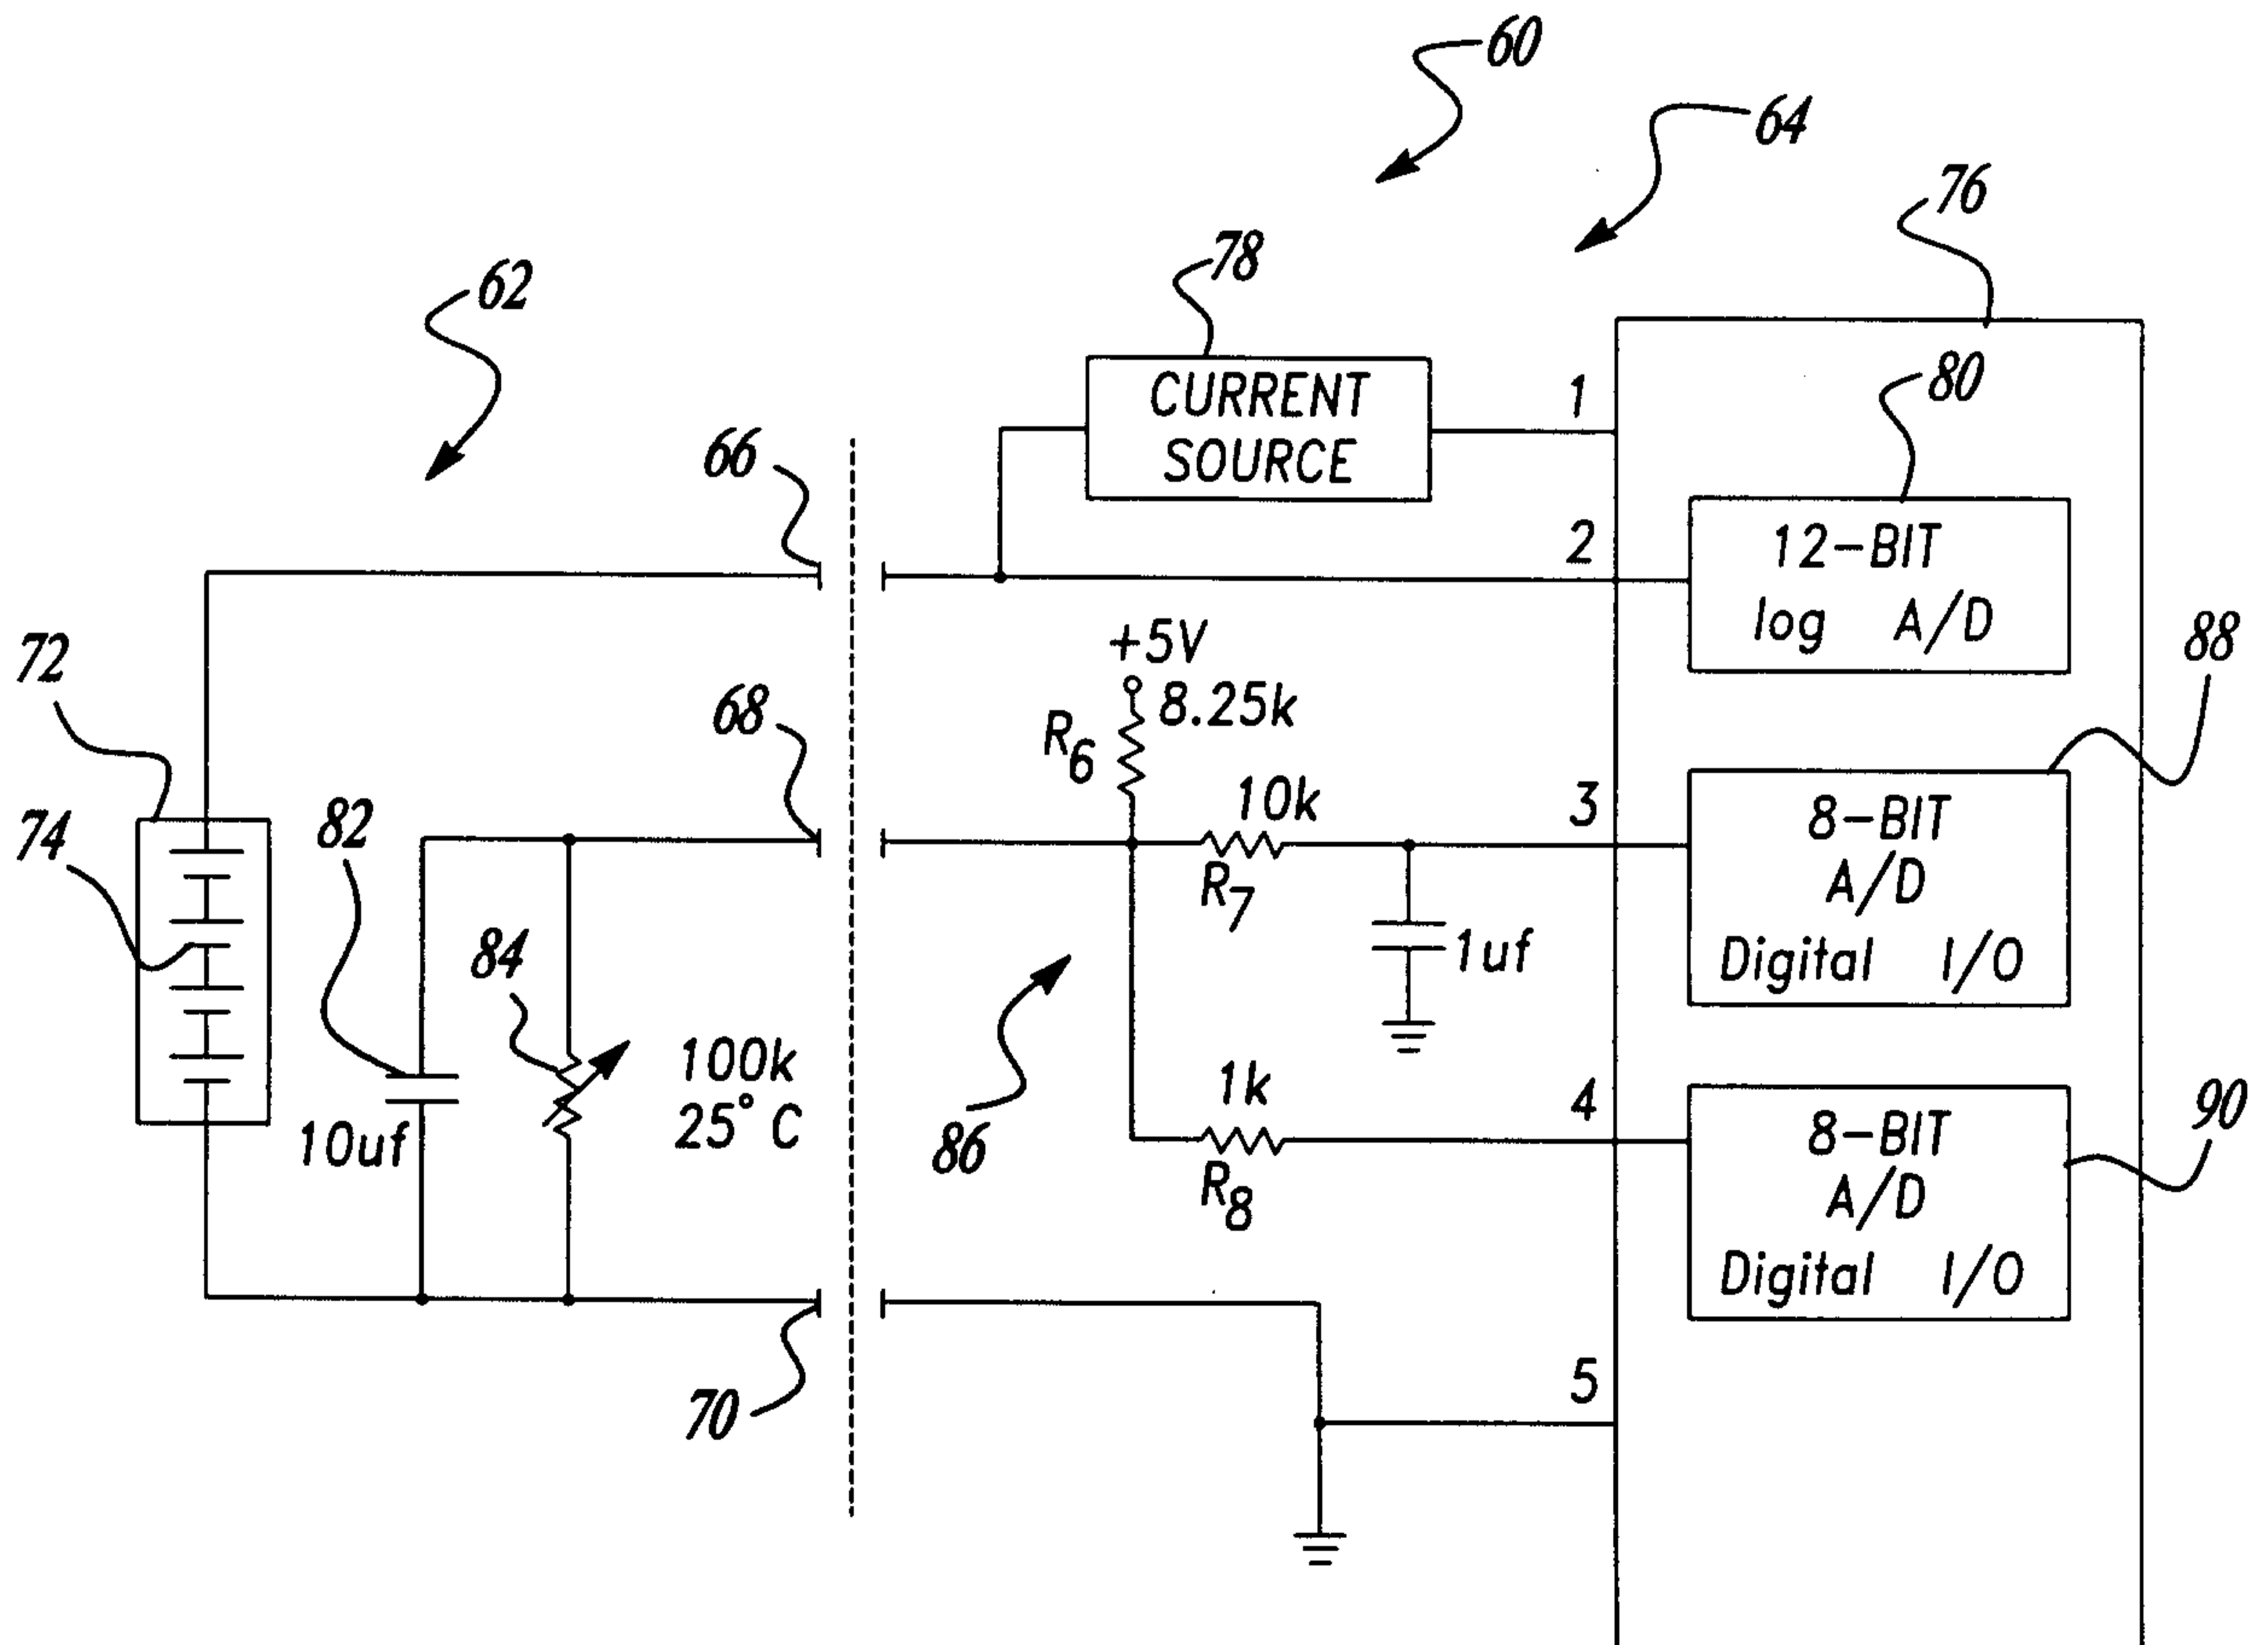 60
64
76
78
62
CURRENT
SOURCE
1
80
66
2
12-BIT
log A/D
+5V
8.25k
R6
88
72
68
74
82
10k
R7
3
8-BIT
A/D
Digital I/O
84
1uf
100k
25° C
10uf
86
1k
R8
4
8-BIT
A/D
Digital I/O
90
70
5